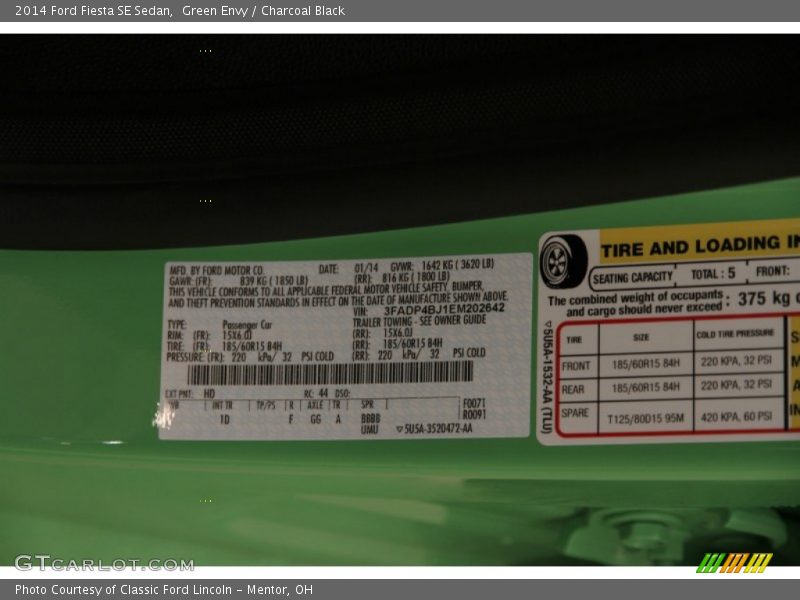 2014 Ford Fiesta SE Sedan, Green Envy / Charcoal Black
MFD. BY FORD MOTOR CO. DATE: 01/14 GVWR: 1642 KG ( 3620 LB)
GAWR: (FR): 839 KG ( 1850 LB) (RR): 816 KG ( 1800 LB)
THIS VEHICLE CONFORMS TO ALL APPLICABLE FEDERAL MOTOR VEHICLE SAFETY, BUMPER,
AND THEFT PREVENTION STANDARDS IN EFFECT ON THE DATE OF MANUFACTURE SHOWN ABOVE.
VIN: 3FADP4BJ1EM202642
TYPE: Passenger Car TRAILER TOWING - SEE OWNER GUIDE
RIM: (FR): 15X6.0J (RR): 15X6.0J
TIRE: (FR): 185/60R15 84H (RR): 185/60R15 84H
PRESSURE (FR): 220 kPa/ 32 PSI COLD (RR): 220 kPa/ 32 PSI COLD
EXT PNT: HD RC: 44 DSO:
WB INT TR TP/PS R AXLE TR SPR F0071
1D F GG A BBBB R0091
UMU ▽5U5A-3520472-AA
TIRE AND LOADING IN
SEATING CAPACITY TOTAL : 5 FRONT:
The combined weight of occupants : 375 kg o
and cargo should never exceed
▽5U5A-1532-AA (TLU)
TIRE SIZE COLD TIRE PRESSURE
FRONT 185/60R15 84H 220 KPA, 32 PSI
REAR 185/60R15 84H 220 KPA, 32 PSI
SPARE T125/80D15 95M 420 KPA, 60 PSI
GTCARLOT.COM
Photo Courtesy of Classic Ford Lincoln - Mentor, OH